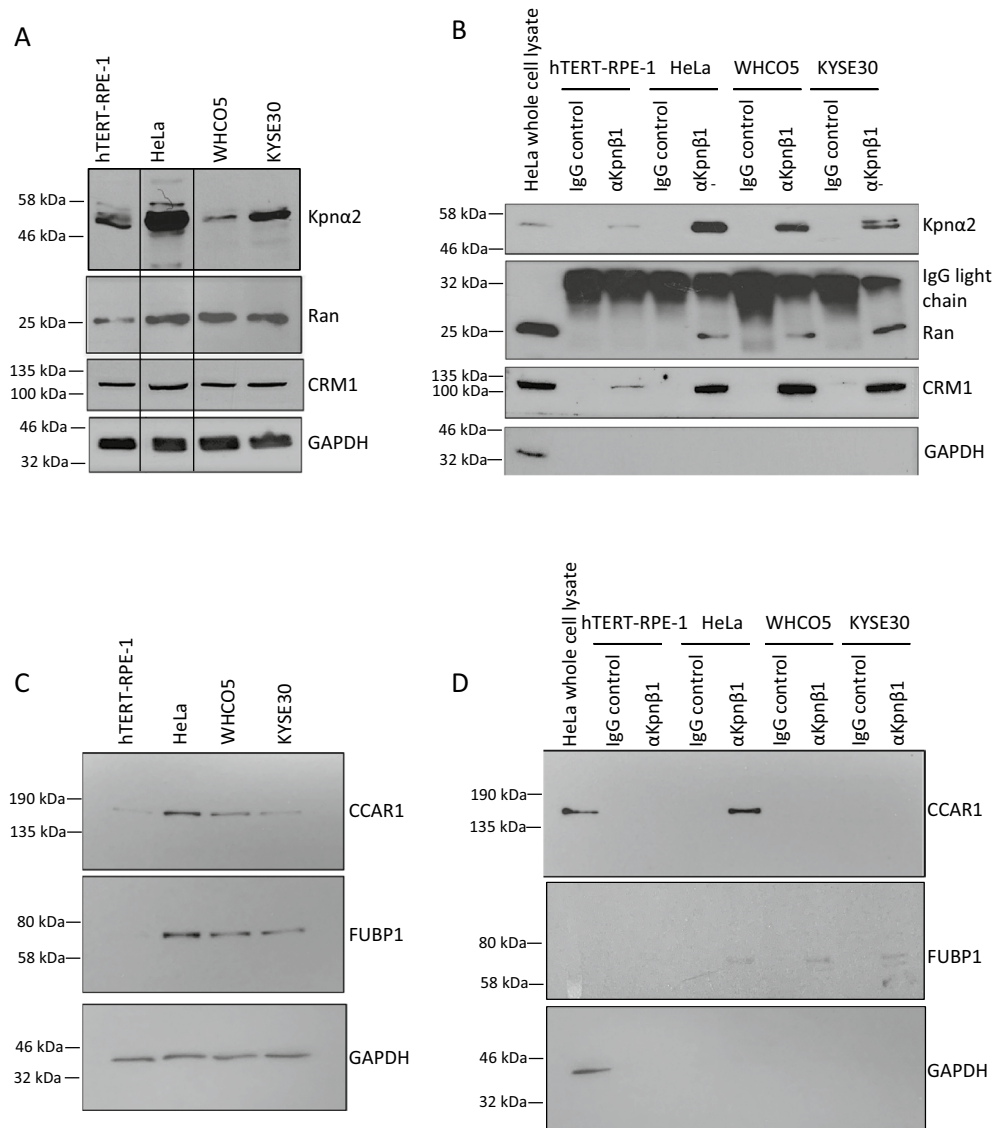 A
hTERT-RPE-1
HeLa
WHCO5
KYSE30
58 kDa
46 kDa
Kpnα2
25 kDa
Ran
135 kDa
100 kDa
CRM1
46 kDa
32 kDa
GAPDH
B
HeLa whole cell lysate
hTERT-RPE-1 HeLa WHCO5 KYSE30
IgG control
αKpnβ1
IgG control
αKpnβ1
IgG control
αKpnβ1
IgG control
αKpnβ1
58 kDa
46 kDa
Kpnα2
32 kDa
IgG light
chain
25 kDa
Ran
135 kDa
100 kDa
CRM1
46 kDa
32 kDa
GAPDH
C
hTERT-RPE-1
HeLa
WHCO5
KYSE30
190 kDa
135 kDa
CCAR1
80 kDa
58 kDa
FUBP1
46 kDa
32 kDa
GAPDH
D
HeLa whole cell lysate
hTERT-RPE-1 HeLa WHCO5 KYSE30
IgG control
αKpnβ1
IgG control
αKpnβ1
IgG control
αKpnβ1
IgG control
αKpnβ1
190 kDa
135 kDa
CCAR1
80 kDa
58 kDa
FUBP1
46 kDa
32 kDa
GAPDH